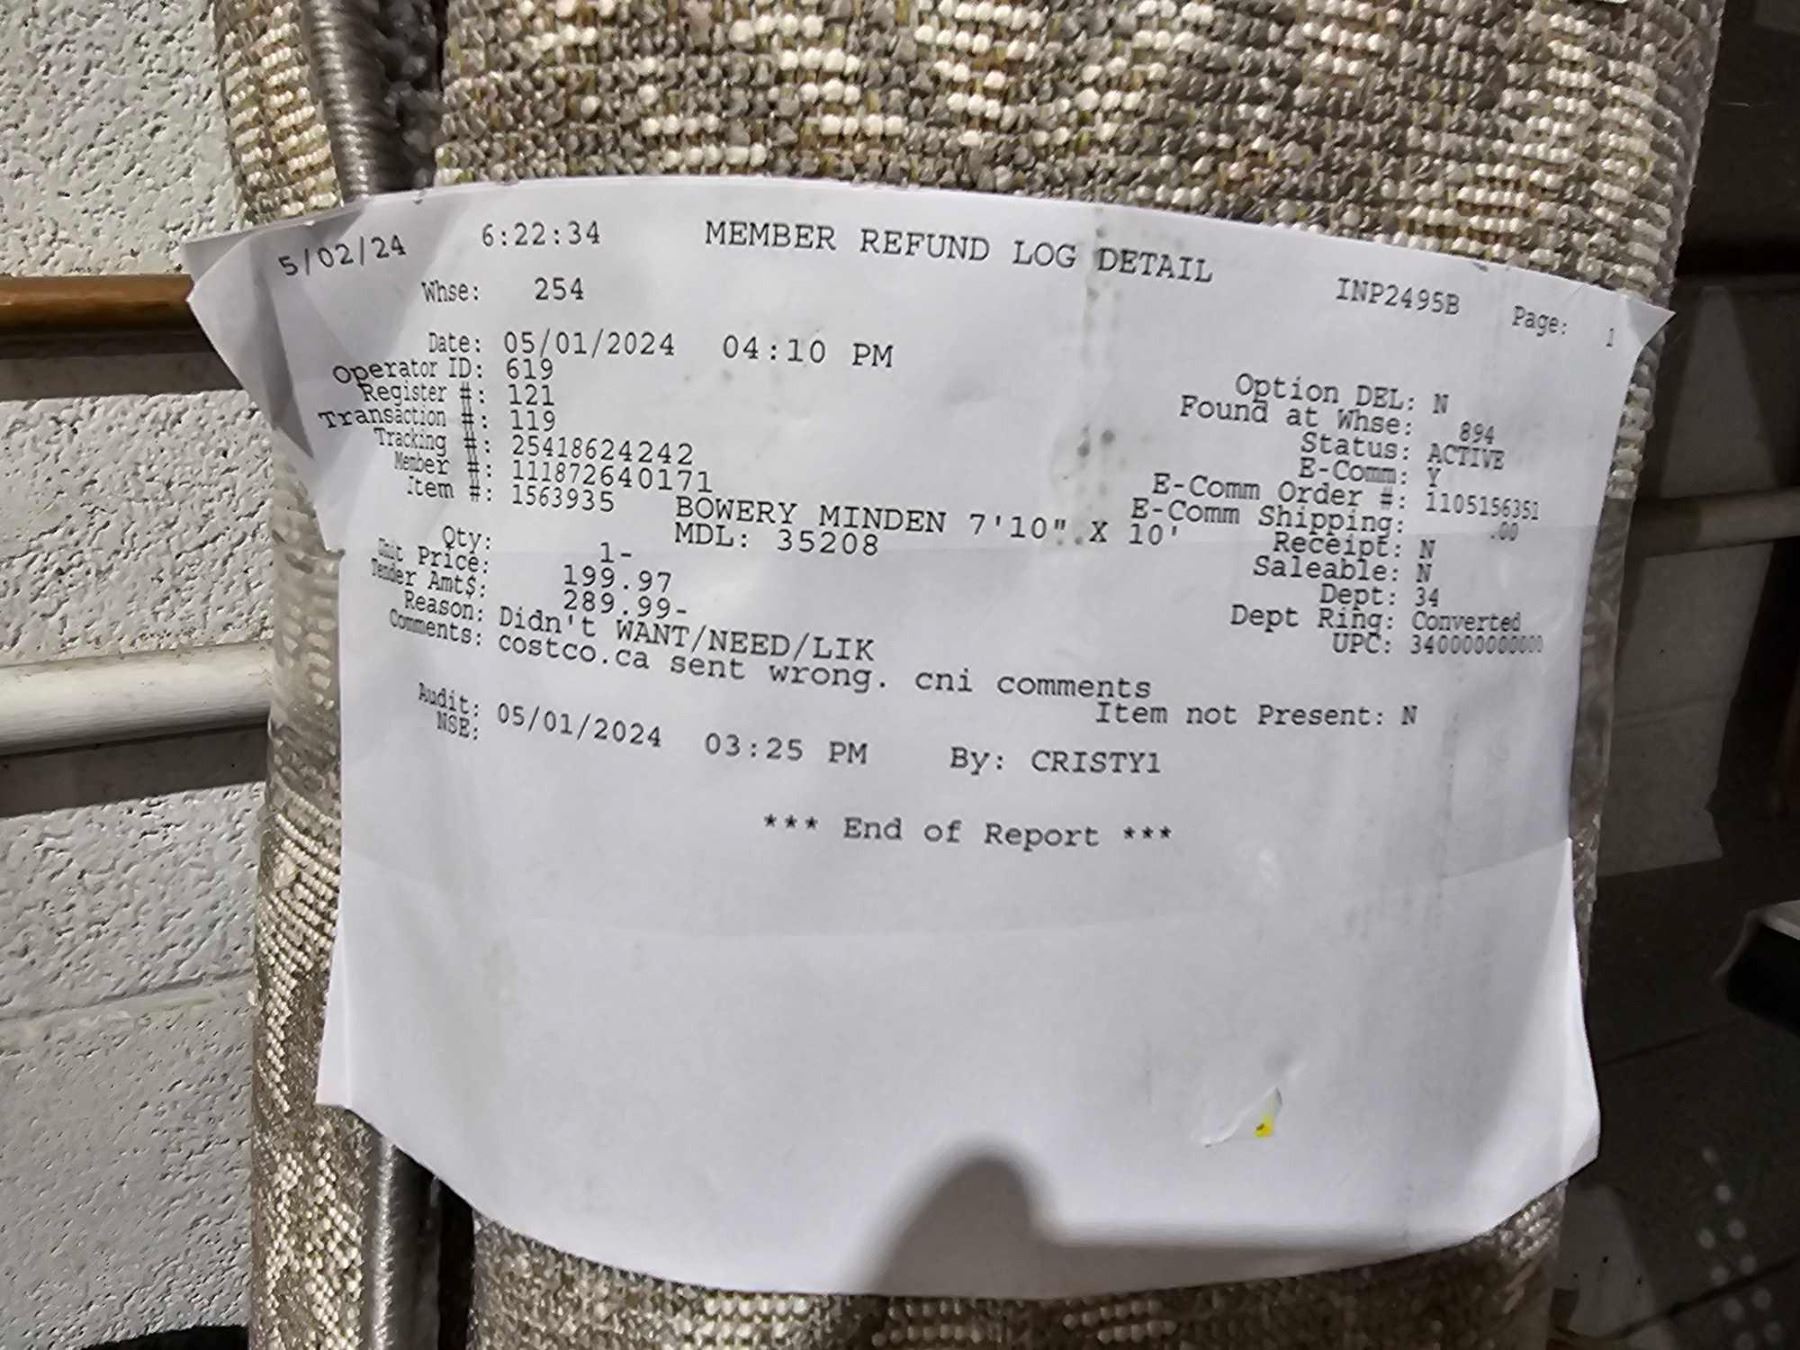 5/02/24 6:22:34 MEMBER REFUND LOG DETAIL INP2495B Page: 1
Whse: 254
Date: 05/01/2024 04:10 PM
Operator ID: 619 Option DEL: N
Register #: 121 Found at Whse: 894
Transaction #: 119 Status: ACTIVE
Tracking #: 25418624242 E-Comm: Y
Member #: 111872640171 E-Comm Order #: 1105156351
Item #: 1563935 BOWERY MINDEN 7'10" X 10' E-Comm Shipping: .00
MDL: 35208 Receipt: N
Qty: 1- Saleable: N
Unit Price: 199.97 Dept: 34
Tender Amt$: 289.99- Dept Ring: Converted
Reason: Didn't WANT/NEED/LIK UPC: 340000000000
Comments: costco.ca sent wrong. cni comments
Item not Present: N
Audit: 05/01/2024 03:25 PM By: CRISTY1
NSE:
*** End of Report ***